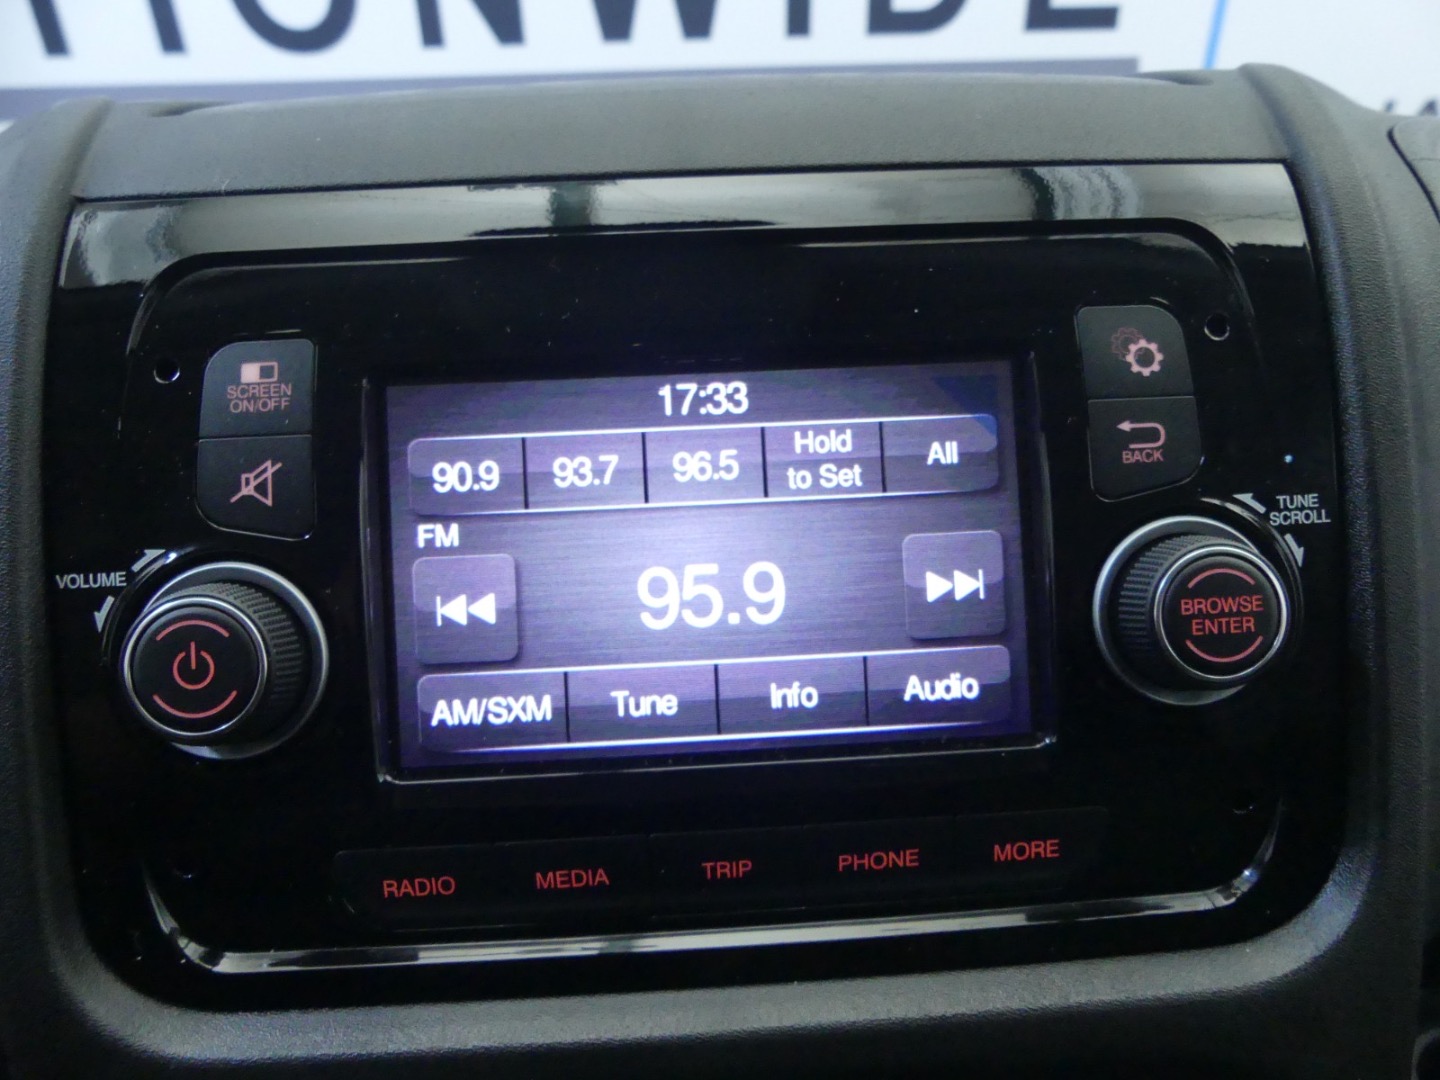 SCREEN
ON/OFF
17:33
90.9 93.7 96.5 Hold to Set All
FM
95.9
AM/SXM Tune Info Audio
BACK
TUNE
SCROLL
VOLUME
BROWSE
ENTER
RADIO MEDIA TRIP PHONE MORE